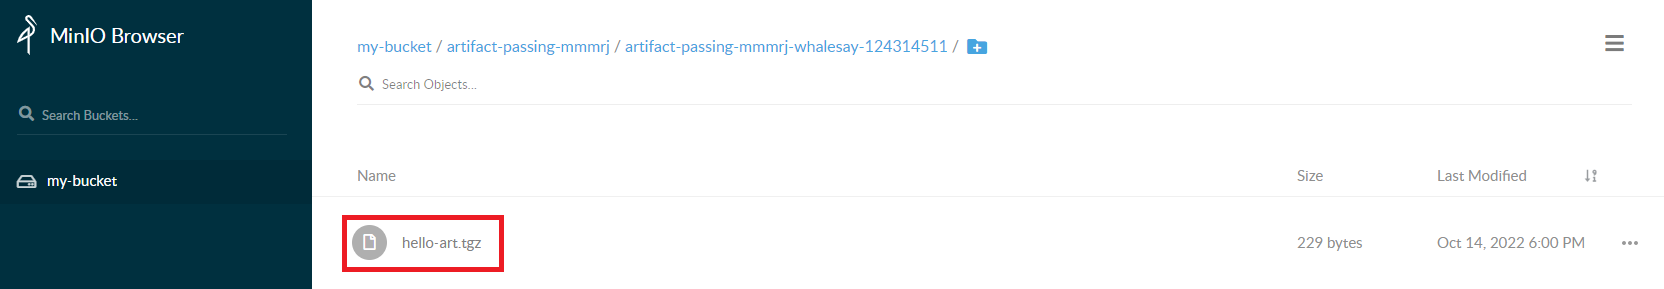 MinIO Browser
Search Buckets...
my-bucket
my-bucket / artifact-passing-mmmrj / artifact-passing-mmmrj-whalesay-124314511 /
Search Objects...
Name Size Last Modified
hello-art.tgz 229 bytes Oct 14, 2022 6:00 PM